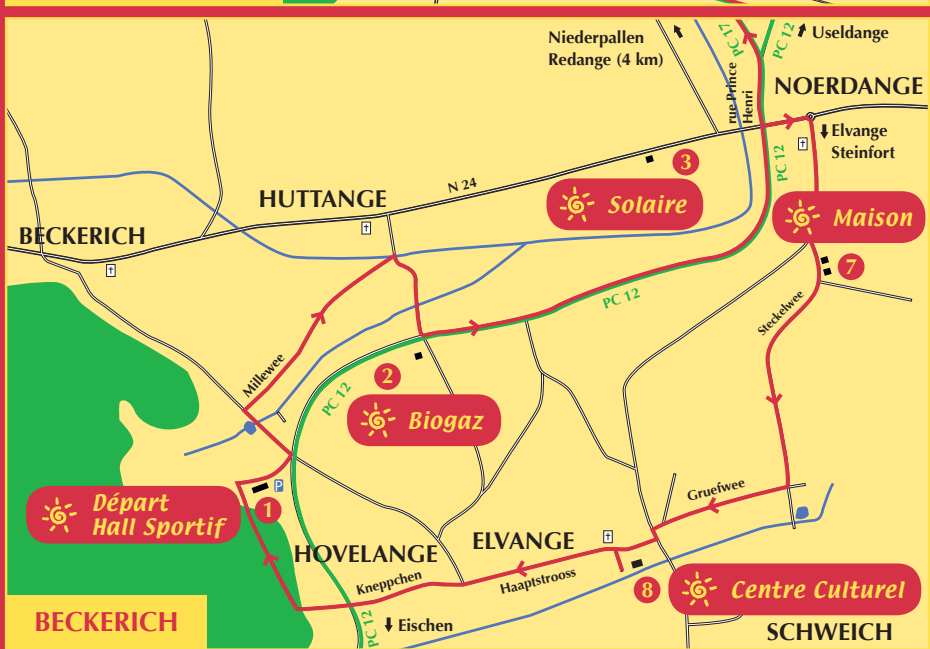 Niederpallen
Redange (4 km)
PC 17
PC 12
Useldange
rue Prince
Henri
NOERDANGE
Elvange
Steinfort
PC 12
3
N 24
Solaire
Maison
HUTTANGE
BECKERICH
7
PC 12
Steckelwee
Millewee
2
PC 12
Biogaz
Départ
Hall Sportif
P
1
Gruefwee
HOVELANGE
ELVANGE
Kneppchen
Haaptstrooss
8
Centre Culturel
BECKERICH
PC 12
Eischen
SCHWEICH